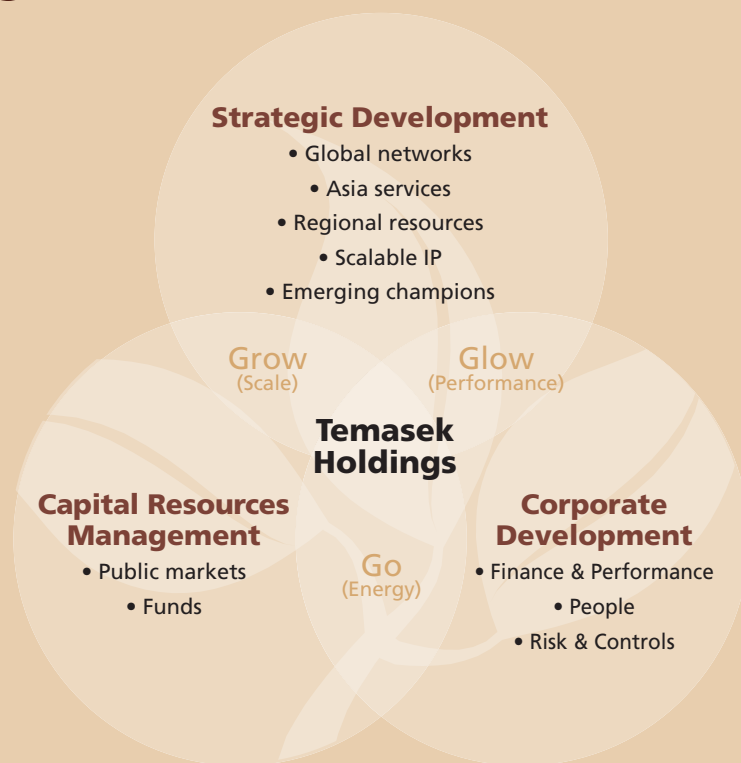 Strategic Development
• Global networks
• Asia services
• Regional resources
• Scalable IP
• Emerging champions
Grow
(Scale)
Glow
(Performance)
Temasek
Holdings
Capital Resources
Management
• Public markets
• Funds
Go
(Energy)
Corporate
Development
• Finance & Performance
• People
• Risk & Controls